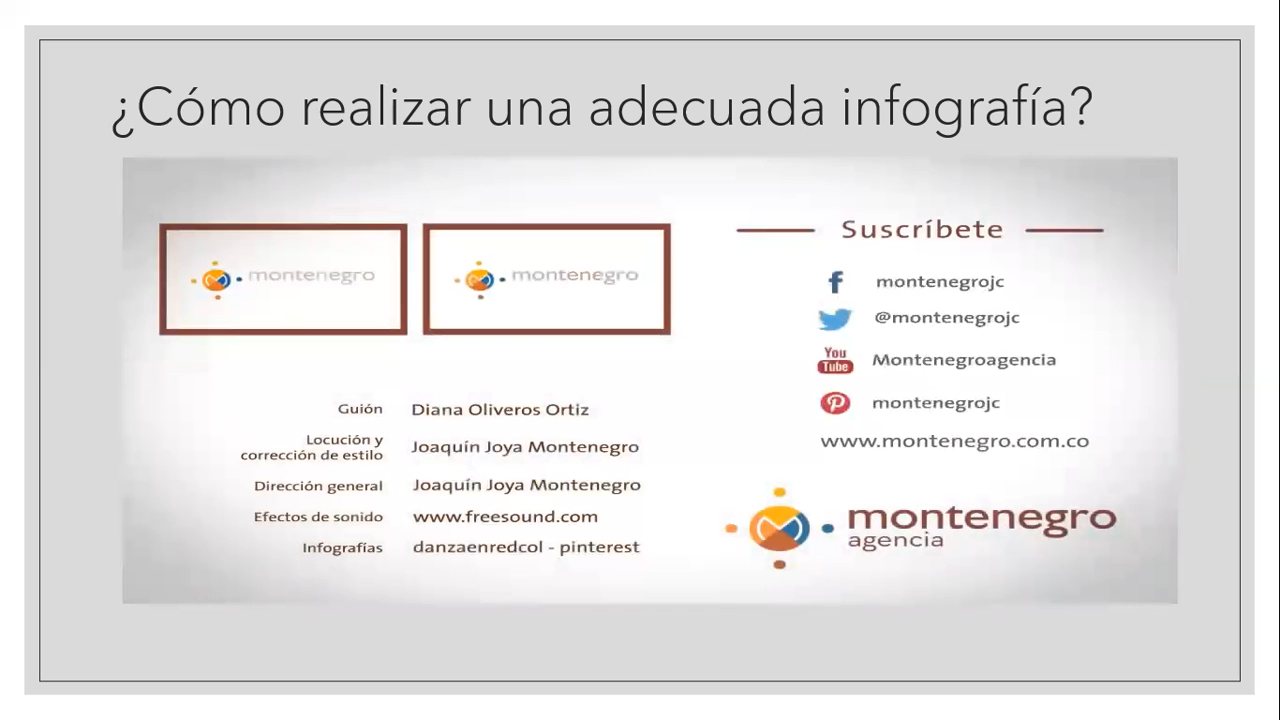 ¿Cómo realizar una adecuada infografía?
montenegro
montenegro
Guión Diana Oliveros Ortiz
Locución y
corrección de estilo Joaquín Joya Montenegro
Dirección general Joaquín Joya Montenegro
Efectos de sonido www.freesound.com
Infografías danzaenredcol - pinterest
Suscríbete
f montenegrojc
@montenegrojc
You
Tube Montenegroagencia
montenegrojc
www.montenegro.com.co
montenegro
agencia